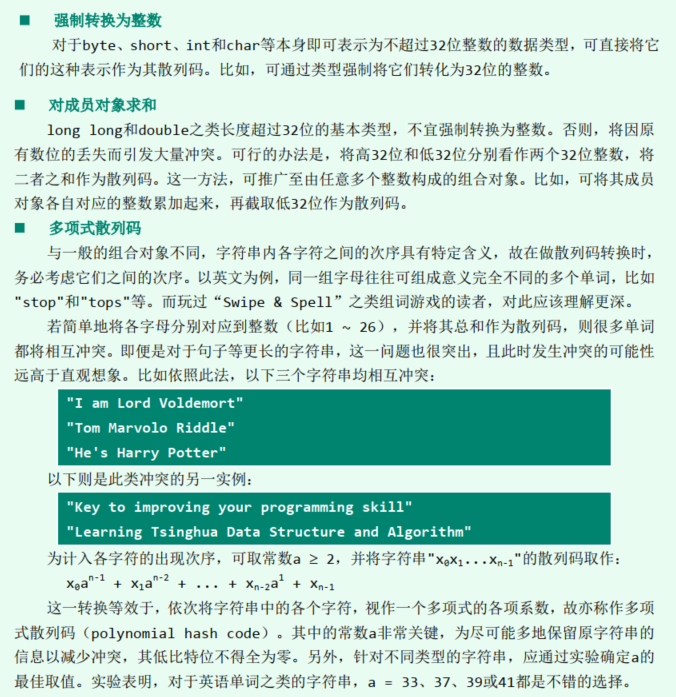 ■ 强制转换为整数
对于byte、short、int和char等本身即可表示为不超过32位整数的数据类型，可直接将它
们的这种表示作为其散列码。比如，可通过类型强制将它们转化为32位的整数。
■ 对成员对象求和
long long和double之类长度超过32位的基本类型，不宜强制转换为整数。否则，将因原
有数位的丢失而引发大量冲突。可行的办法是，将高32位和低32位分别看作两个32位整数，将
二者之和作为散列码。这一方法，可推广至由任意多个整数构成的组合对象。比如，可将其成员
对象各自对应的整数累加起来，再截取低32位作为散列码。
■ 多项式散列码
与一般的组合对象不同，字符串内各字符之间的次序具有特定含义，故在做散列码转换时，
务必考虑它们之间的次序。以英文为例，同一组字母往往可组成意义完全不同的多个单词，比如
"stop"和"tops"等。而玩过“Swipe & Spell”之类组词游戏的读者，对此应该理解更深。
若简单地将各字母分别对应到整数（比如1 ~ 26），并将其总和作为散列码，则很多单词
都将相互冲突。即便是对于句子等更长的字符串，这一问题也很突出，且此时发生冲突的可能性
远高于直观想象。比如依照此法，以下三个字符串均相互冲突：
"I am Lord Voldemort"
"Tom Marvolo Riddle"
"He's Harry Potter"
以下则是此类冲突的另一实例：
"Key to improving your programming skill"
"Learning Tsinghua Data Structure and Algorithm"
为计入各字符的出现次序，可取常数a ≥ 2，并将字符串"x₀x₁...xₙ₋₁"的散列码取作：
x₀aⁿ⁻¹ + x₁aⁿ⁻² + ... + xₙ₋₂a¹ + xₙ₋₁
这一转换等效于，依次将字符串中的各个字符，视作一个多项式的各项系数，故亦称作多项
式散列码（polynomial hash code）。其中的常数a非常关键，为尽可能多地保留原字符串的
信息以减少冲突，其低比特位不得全为零。另外，针对不同类型的字符串，应通过实验确定a的
最佳取值。实验表明，对于英语单词之类的字符串，a = 33、37、39或41都是不错的选择。